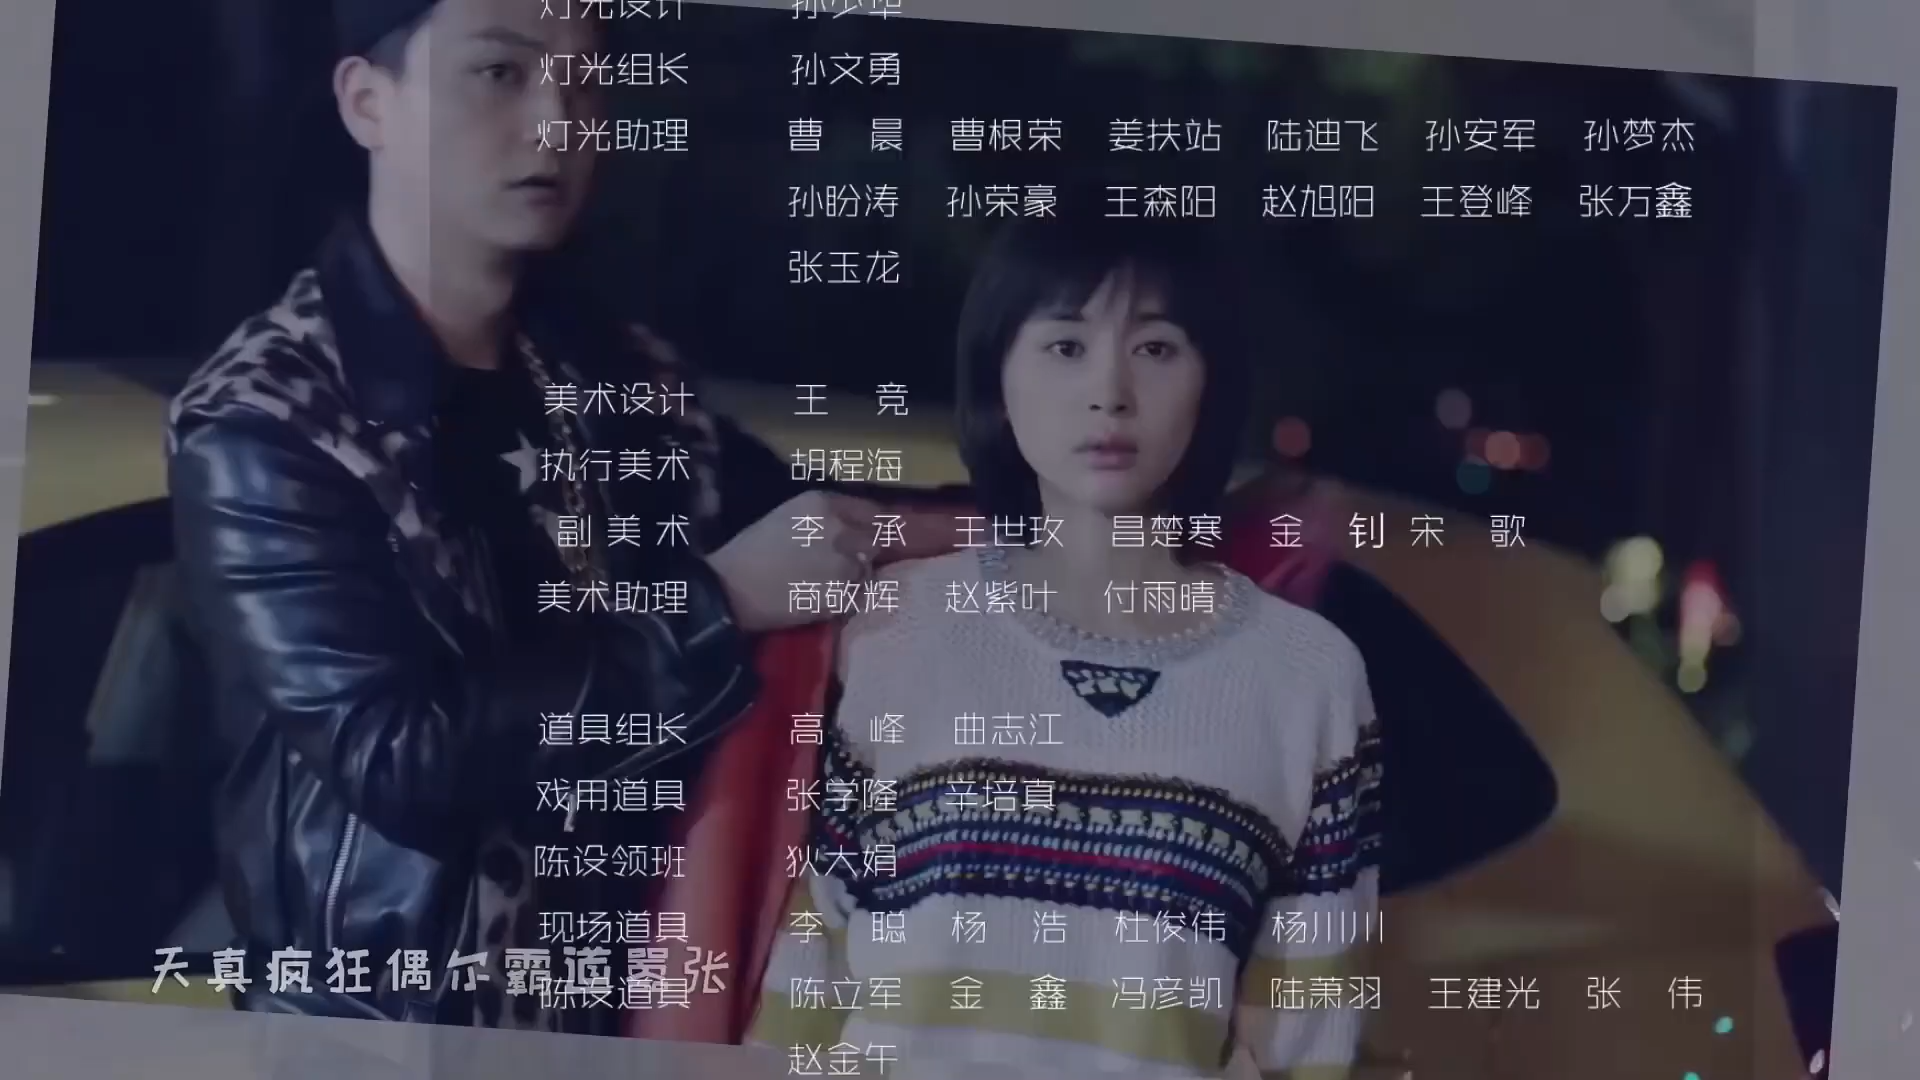 灯光设计 孙少华
灯光组长 孙文勇
灯光助理 曹 晨 曹根荣 姜扶站 陆迪飞 孙安军 孙梦杰
孙盼涛 孙荣豪 王森阳 赵旭阳 王登峰 张万鑫
张玉龙
美术设计 王 竞
执行美术 胡程海
副美术 李 承 王世玫 昌楚寒 金 钊 宋 歌
美术助理 商敬辉 赵紫叶 付雨晴
道具组长 高 峰 曲志江
戏用道具 张学隆 辛培真
陈设领班 狄大娟
现场道具 李 聪 杨 浩 杜俊伟 杨川川
天真疯狂偶尔霸道嚣张
陈设道具 陈立军 金 鑫 冯彦凯 陆萧羽 王建光 张 伟
赵金午